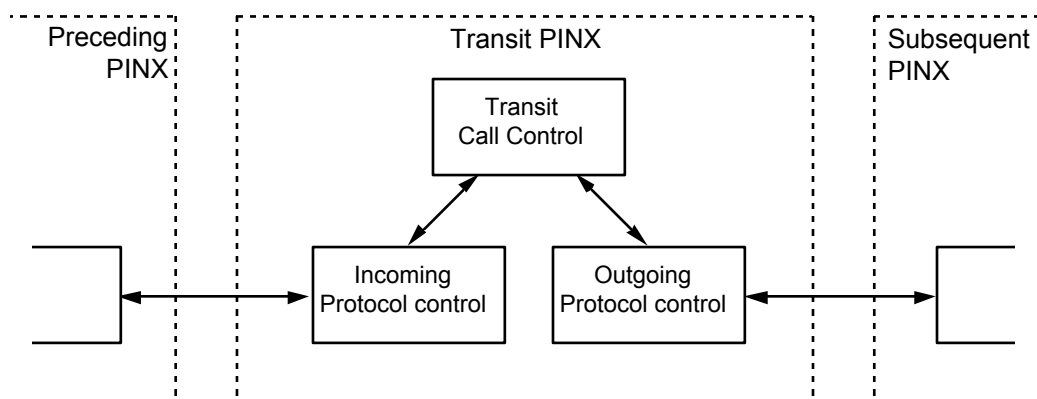 Preceding
PINX
Transit PINX
Subsequent
PINX
Transit
Call Control
Incoming
Protocol control
Outgoing
Protocol control